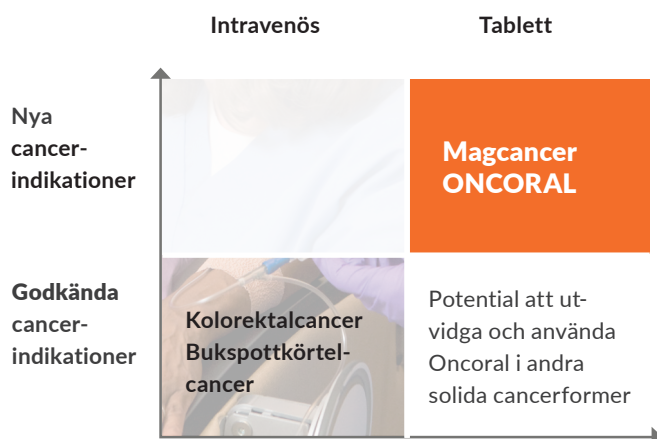 Intravenös
Tablett
Nya
cancer-
indikationer
Magcancer
ONCORAL
Godkända
cancer-
indikationer
Kolorektalcancer
Bukspottkörtel-
cancer
Potential att ut-
vidga och använda
Oncoral i andra
solida cancerformer